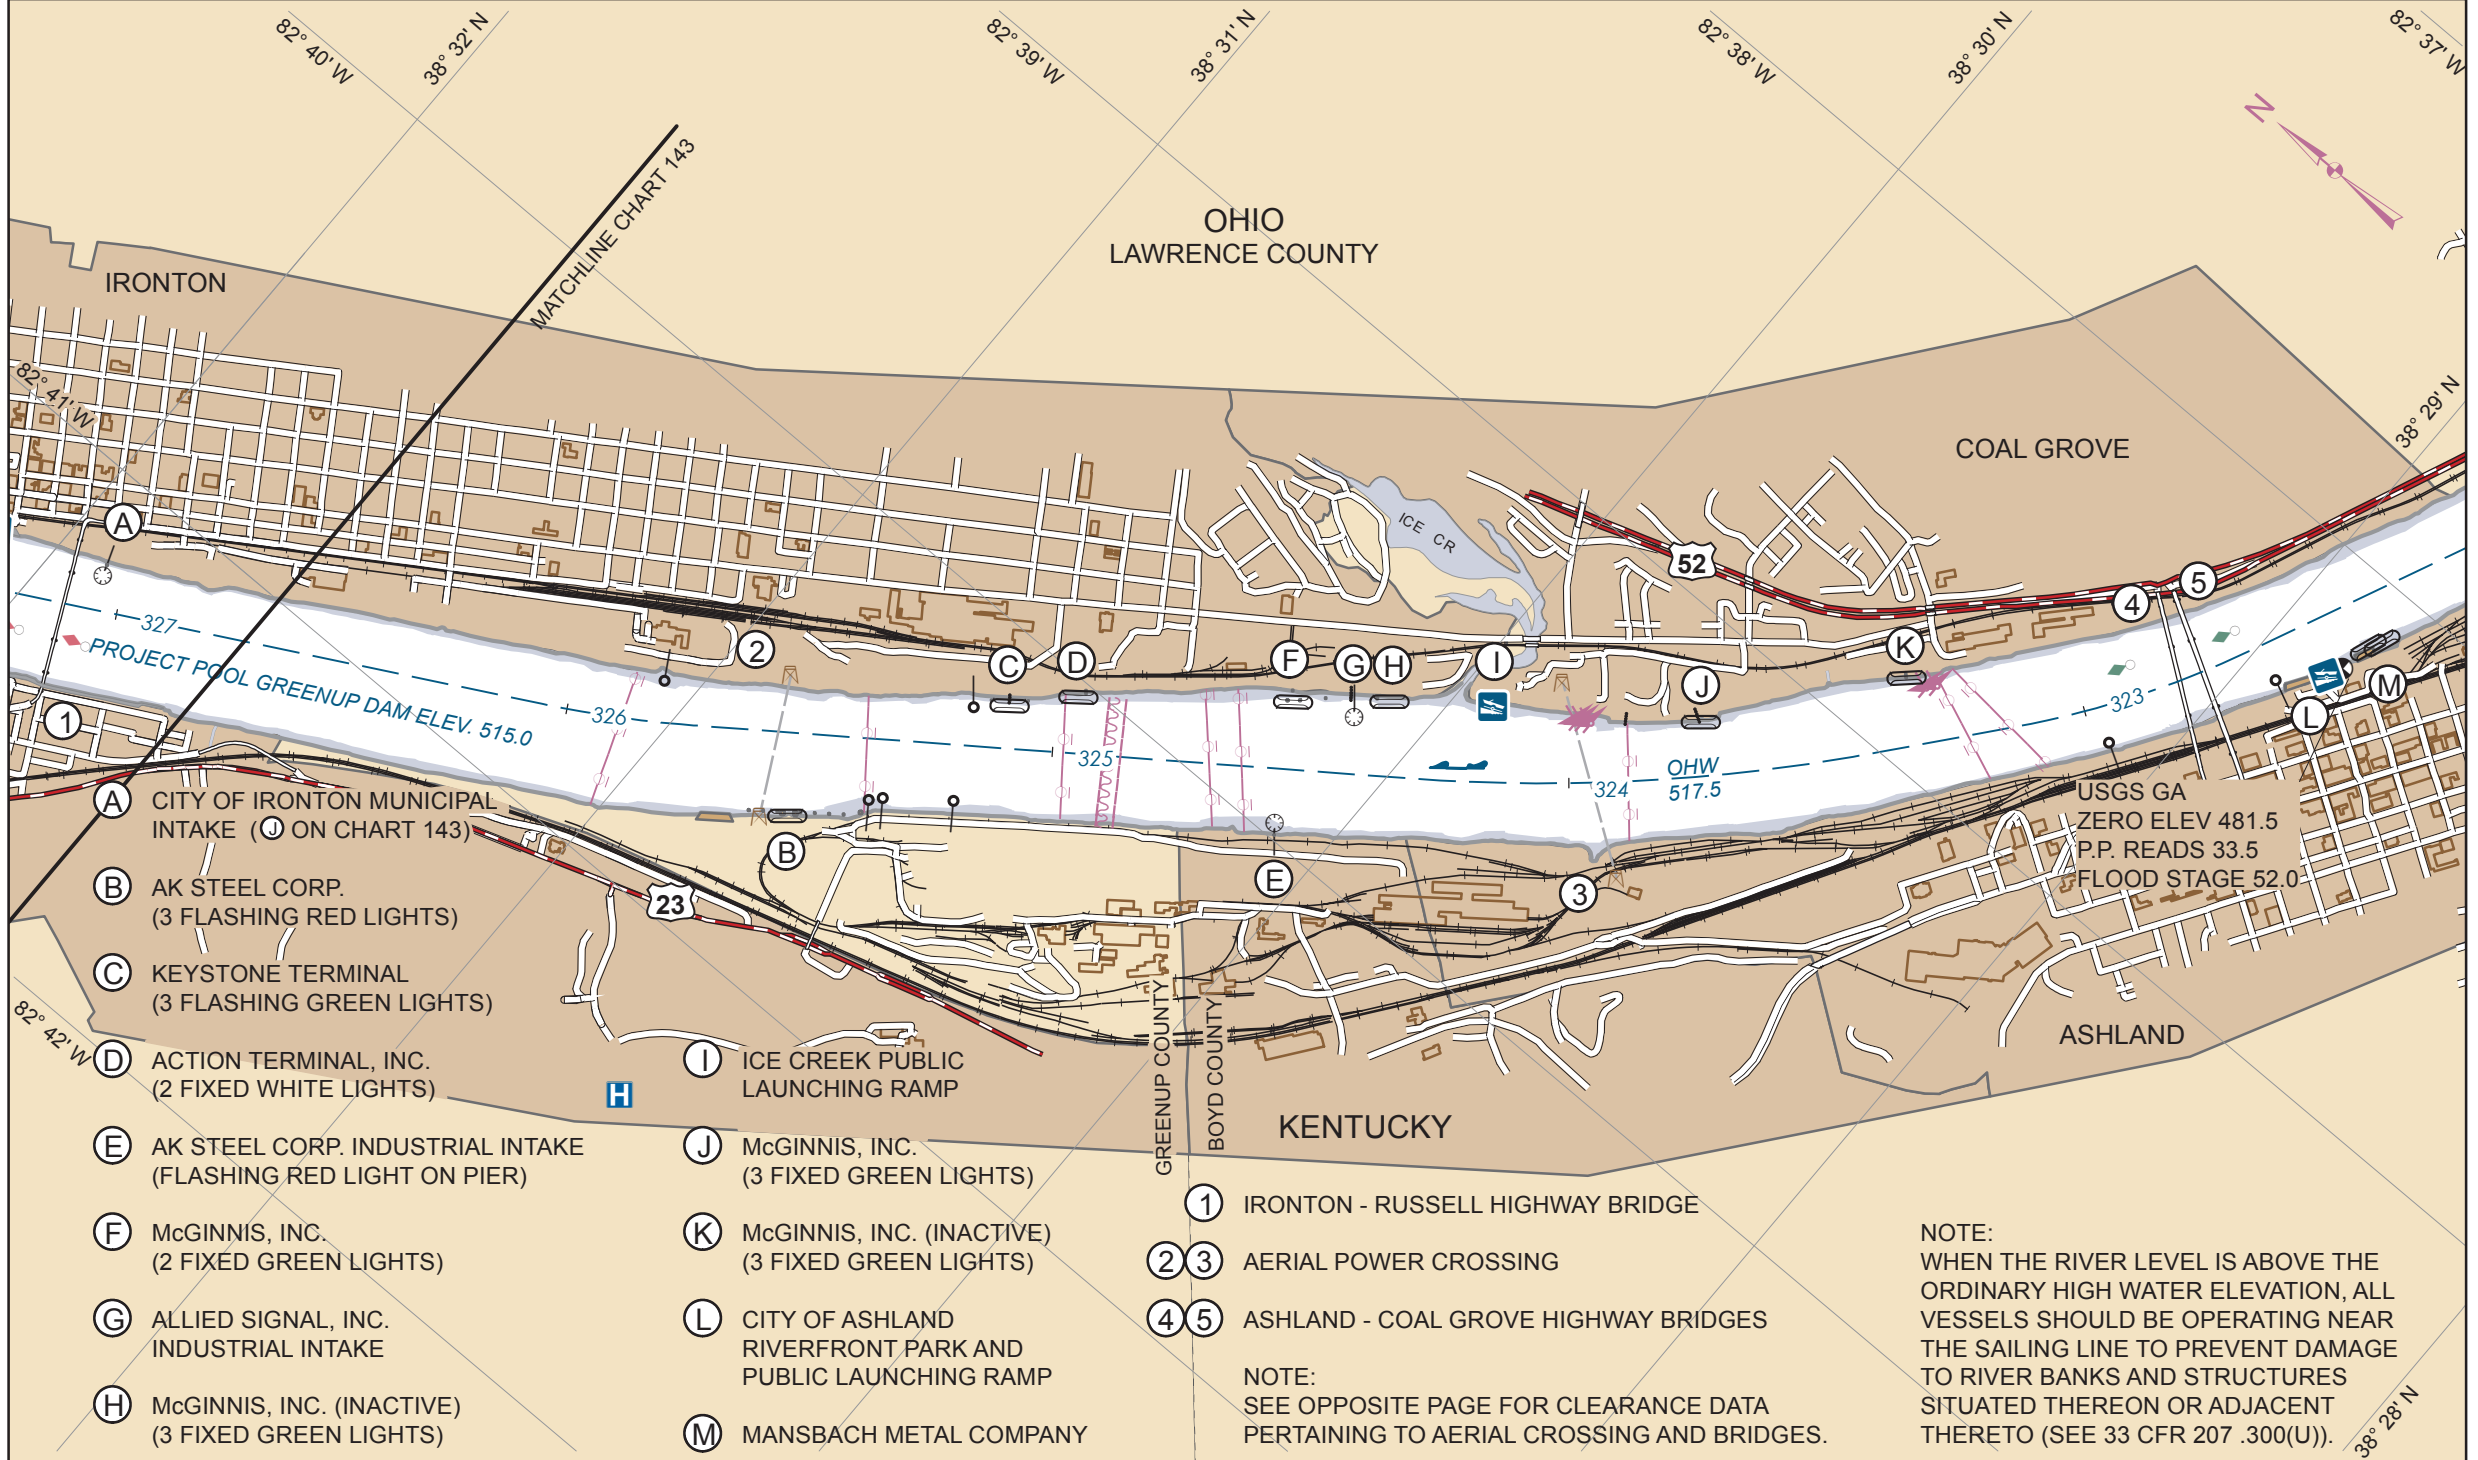 82° 40' W
38° 32' N
82° 39' W
38° 31' N
82° 38' W
38° 30' N
82° 37' W
N
MATCHLINE CHART 143
OHIO
LAWRENCE COUNTY
IRONTON
82° 41' W
COAL GROVE
38° 29' N
ICE CR
52
A
5
4
327
PROJECT POOL GREENUP DAM ELEV. 515.0
2
C
D
F
G
H
I
J
K
M
L
1
326
325
324
323
OHW
517.5
B
E
3
23
USGS GA
ZERO ELEV 481.5
P.P. READS 33.5
FLOOD STAGE 52.0
82° 42' W
ASHLAND
H
GREENUP COUNTY
BOYD COUNTY
KENTUCKY
A CITY OF IRONTON MUNICIPAL
INTAKE (J ON CHART 143)
B AK STEEL CORP.
(3 FLASHING RED LIGHTS)
C KEYSTONE TERMINAL
(3 FLASHING GREEN LIGHTS)
D ACTION TERMINAL, INC.
(2 FIXED WHITE LIGHTS)
E AK STEEL CORP. INDUSTRIAL INTAKE
(FLASHING RED LIGHT ON PIER)
F McGINNIS, INC.
(2 FIXED GREEN LIGHTS)
G ALLIED SIGNAL, INC.
INDUSTRIAL INTAKE
H McGINNIS, INC. (INACTIVE)
(3 FIXED GREEN LIGHTS)
I ICE CREEK PUBLIC
LAUNCHING RAMP
J McGINNIS, INC.
(3 FIXED GREEN LIGHTS)
K McGINNIS, INC. (INACTIVE)
(3 FIXED GREEN LIGHTS)
L CITY OF ASHLAND
RIVERFRONT PARK AND
PUBLIC LAUNCHING RAMP
M MANSBACH METAL COMPANY
1 IRONTON - RUSSELL HIGHWAY BRIDGE
2 3 AERIAL POWER CROSSING
4 5 ASHLAND - COAL GROVE HIGHWAY BRIDGES
NOTE:
SEE OPPOSITE PAGE FOR CLEARANCE DATA
PERTAINING TO AERIAL CROSSING AND BRIDGES.
NOTE:
WHEN THE RIVER LEVEL IS ABOVE THE
ORDINARY HIGH WATER ELEVATION, ALL
VESSELS SHOULD BE OPERATING NEAR
THE SAILING LINE TO PREVENT DAMAGE
TO RIVER BANKS AND STRUCTURES
SITUATED THEREON OR ADJACENT
THERETO (SEE 33 CFR 207 .300(U)).
38° 28' N